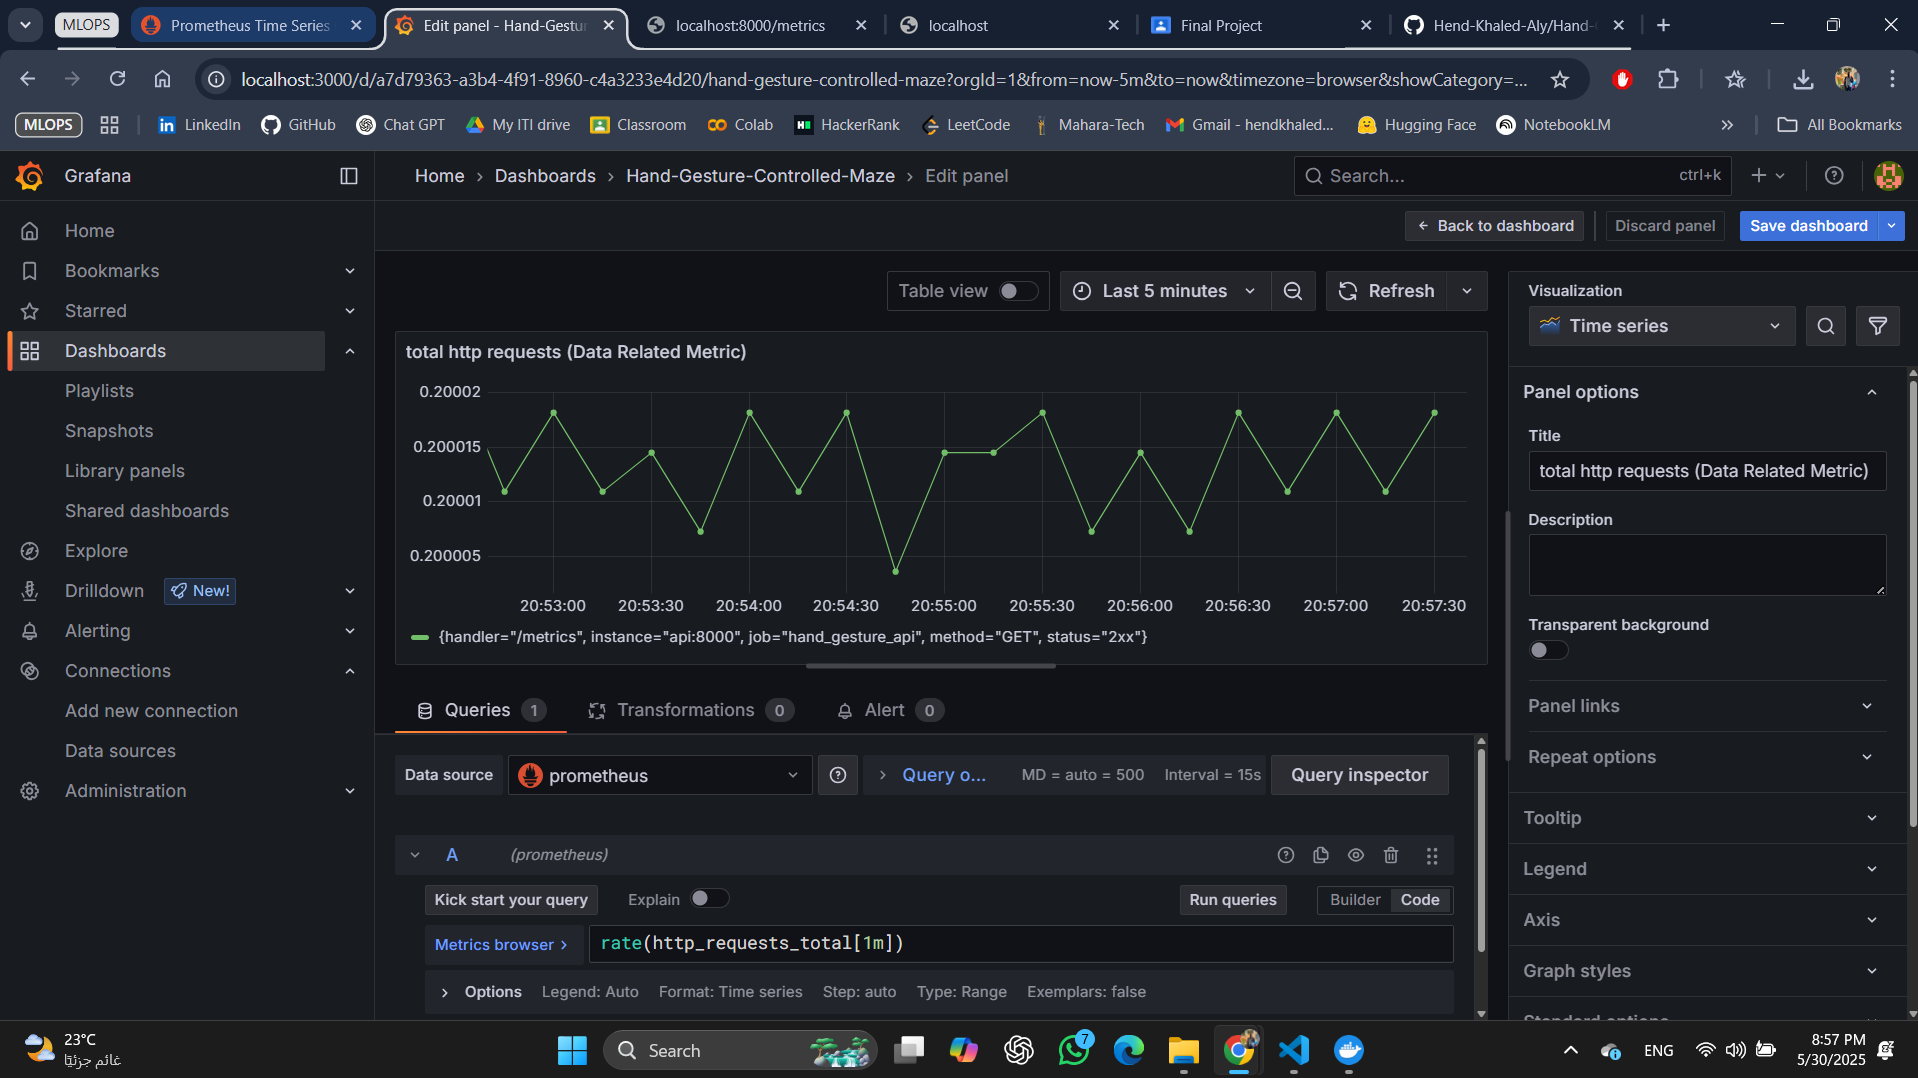 MLOPS
Prometheus Time Series
Edit panel - Hand-Gestur
localhost:8000/metrics
localhost
Final Project
Hend-Khaled-Aly/Hand-
localhost:3000/d/a7d79363-a3b4-4f91-8960-c4a3233e4d20/hand-gesture-controlled-maze?orgId=1&from=now-5m&to=now&timezone=browser&showCategory=...
MLOPS
LinkedIn
GitHub
Chat GPT
My ITI drive
Classroom
Colab
HackerRank
LeetCode
Mahara-Tech
Gmail - hendkhaled...
Hugging Face
NotebookLM
All Bookmarks
Grafana
Home › Dashboards › Hand-Gesture-Controlled-Maze › Edit panel
Search...
ctrl+k
Back to dashboard
Discard panel
Save dashboard
Home
Bookmarks
Starred
Dashboards
Playlists
Snapshots
Library panels
Shared dashboards
Explore
Drilldown
New!
Alerting
Connections
Add new connection
Data sources
Administration
Table view
Last 5 minutes
Refresh
total http requests (Data Related Metric)
0.20002
0.200015
0.20001
0.200005
20:53:00
20:53:30
20:54:00
20:54:30
20:55:00
20:55:30
20:56:00
20:56:30
20:57:00
20:57:30
{handler="/metrics", instance="api:8000", job="hand_gesture_api", method="GET", status="2xx"}
Queries 1
Transformations 0
Alert 0
Data source
prometheus
Query o...
MD = auto = 500
Interval = 15s
Query inspector
A
(prometheus)
Kick start your query
Explain
Run queries
Builder
Code
Metrics browser >
rate(http_requests_total[1m])
Options
Legend: Auto
Format: Time series
Step: auto
Type: Range
Exemplars: false
Visualization
Time series
Panel options
Title
total http requests (Data Related Metric)
Description
Transparent background
Panel links
Repeat options
Tooltip
Legend
Axis
Graph styles
Standard options
23°C
غائم جزئيًا
Search
7
ENG
8:57 PM
5/30/2025